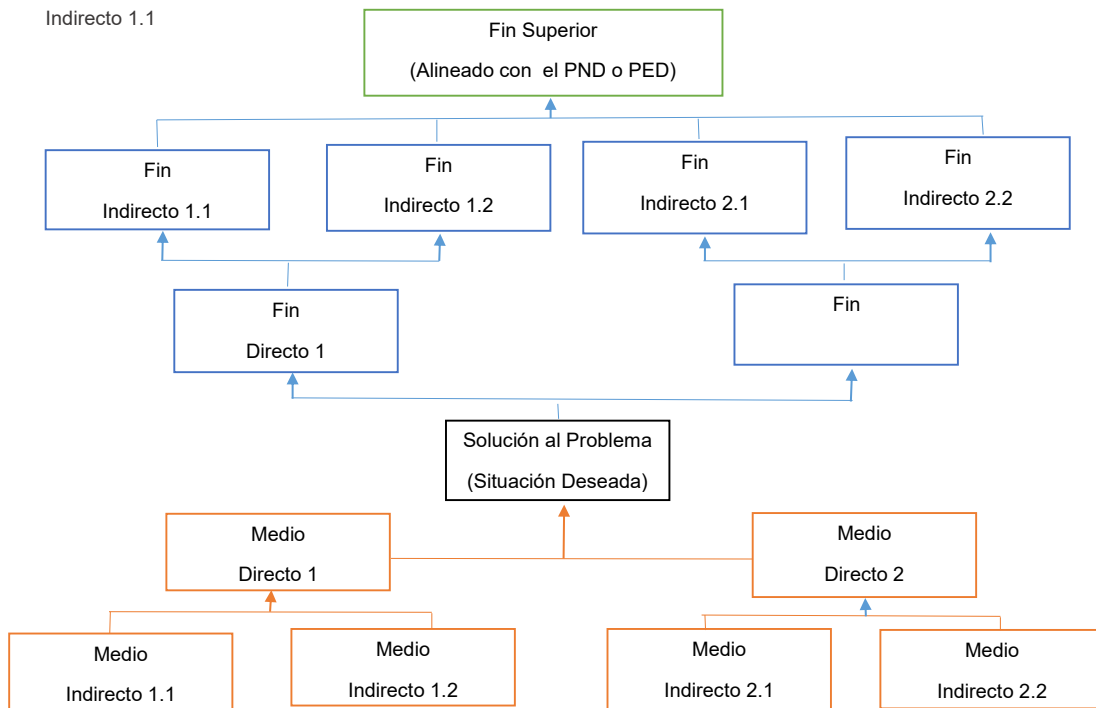 Indirecto 1.1
Fin Superior
(Alineado con el PND o PED)
Fin
Indirecto 1.1
Fin
Indirecto 1.2
Fin
Indirecto 2.1
Fin
Indirecto 2.2
Fin
Directo 1
Fin
Solución al Problema
(Situación Deseada)
Medio
Directo 1
Medio
Directo 2
Medio
Indirecto 1.1
Medio
Indirecto 1.2
Medio
Indirecto 2.1
Medio
Indirecto 2.2